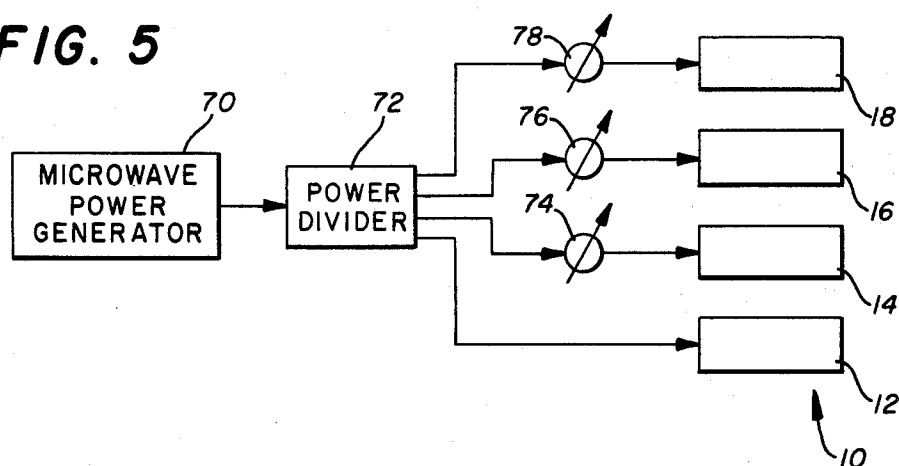 FIG. 5
78
18
70
72
76
MICROWAVE
POWER
GENERATOR
POWER
DIVIDER
16
74
14
12
10